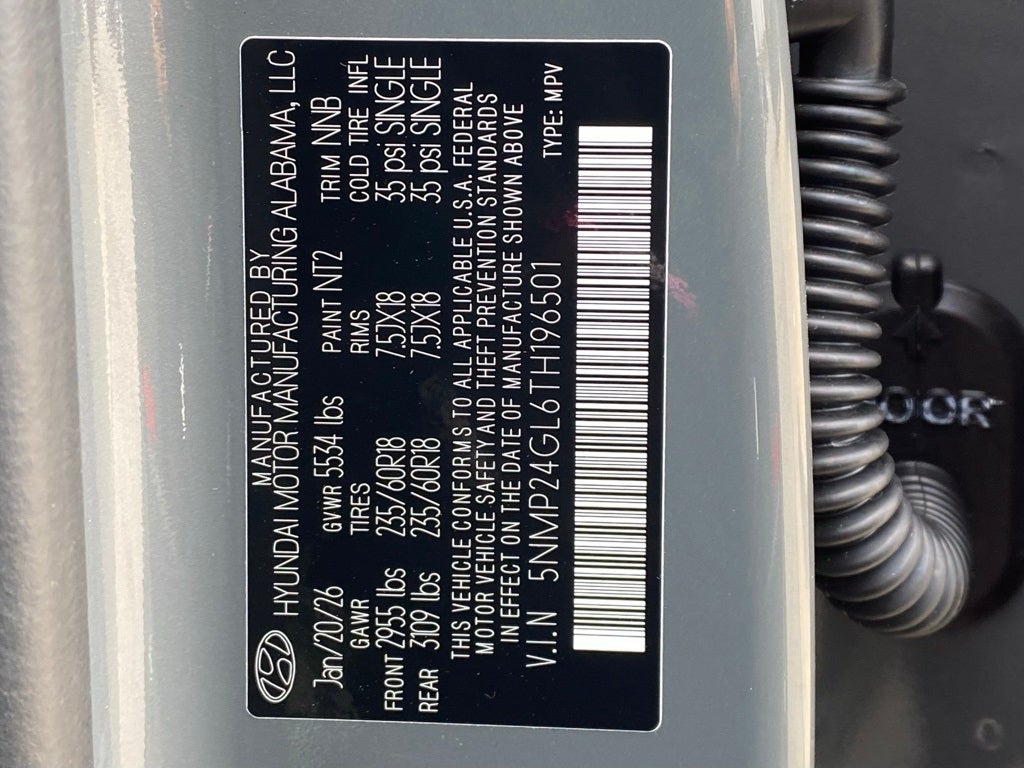 MANUFACTURED BY
HYUNDAI MOTOR MANUFACTURING ALABAMA, LLC
Jan/20/26 GVWR 5534 lbs PAINT NT2 TRIM NNB
GAWR TIRES RIMS COLD TIRE INFL
FRONT 2955 lbs 235/60R18 7.5JX18 35 psi SINGLE
REAR 3109 lbs 235/60R18 7.5JX18 35 psi SINGLE
THIS VEHICLE CONFORMS TO ALL APPLICABLE U.S.A. FEDERAL
MOTOR VEHICLE SAFETY AND THEFT PREVENTION STANDARDS
IN EFFECT ON THE DATE OF MANUFACTURE SHOWN ABOVE
V.I.N 5NMP24GL6TH196501 TYPE: MPV